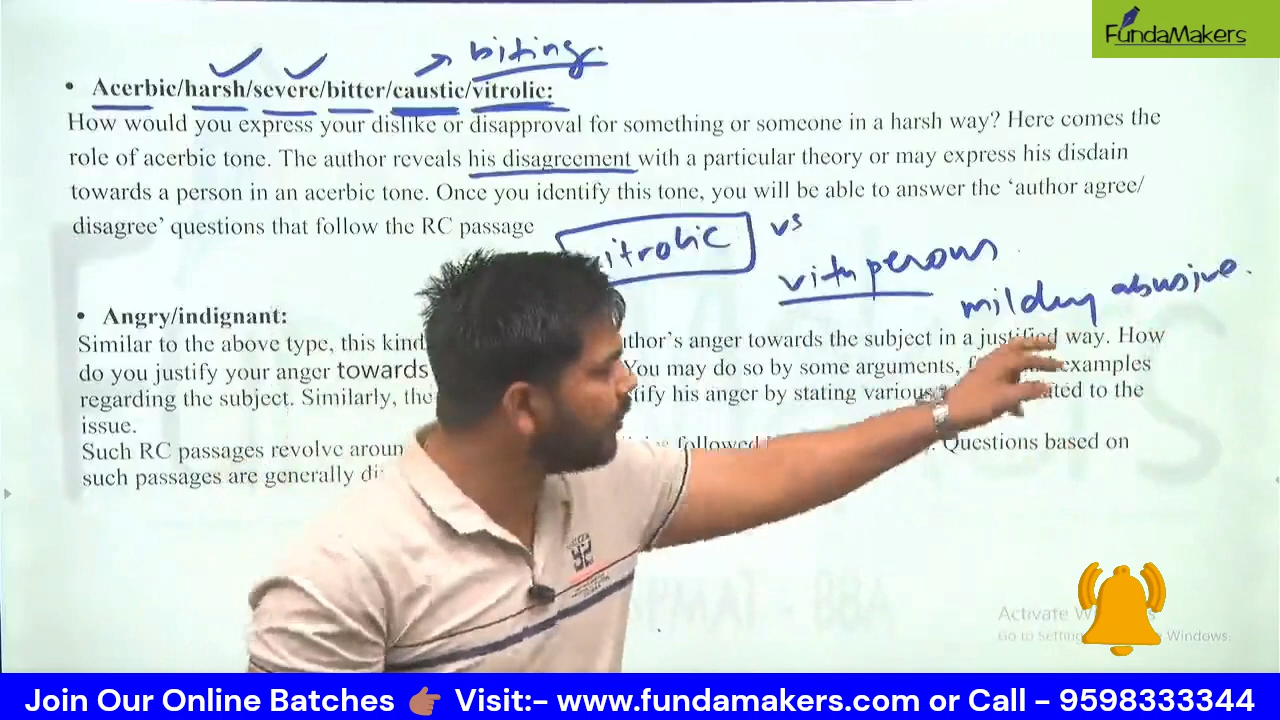 FUNDAMAKERS
biting.
• Acerbic/harsh/severe/bitter/caustic/vitrolic:
How would you express your dislike or disapproval for something or someone in a harsh way? Here comes the
role of acerbic tone. The author reveals his disagreement with a particular theory or may express his disdain
towards a person in an acerbic tone. Once you identify this tone, you will be able to answer the ‘author agree/
disagree’ questions that follow the RC passage
vitrolic vs
vituperous
mildly abusive.
• Angry/indignant:
Similar to the above type, this kind author’s anger towards the subject in a justified way. How
do you justify your anger towards You may do so by some arguments, examples
regarding the subject. Similarly, the his anger by stating various to the
issue.
Such RC passages revolve followed Questions based on
such passages are generally
Activate
Go to Windows.
Join Our Online Batches Visit:- www.fundamakers.com or Call - 9598333344